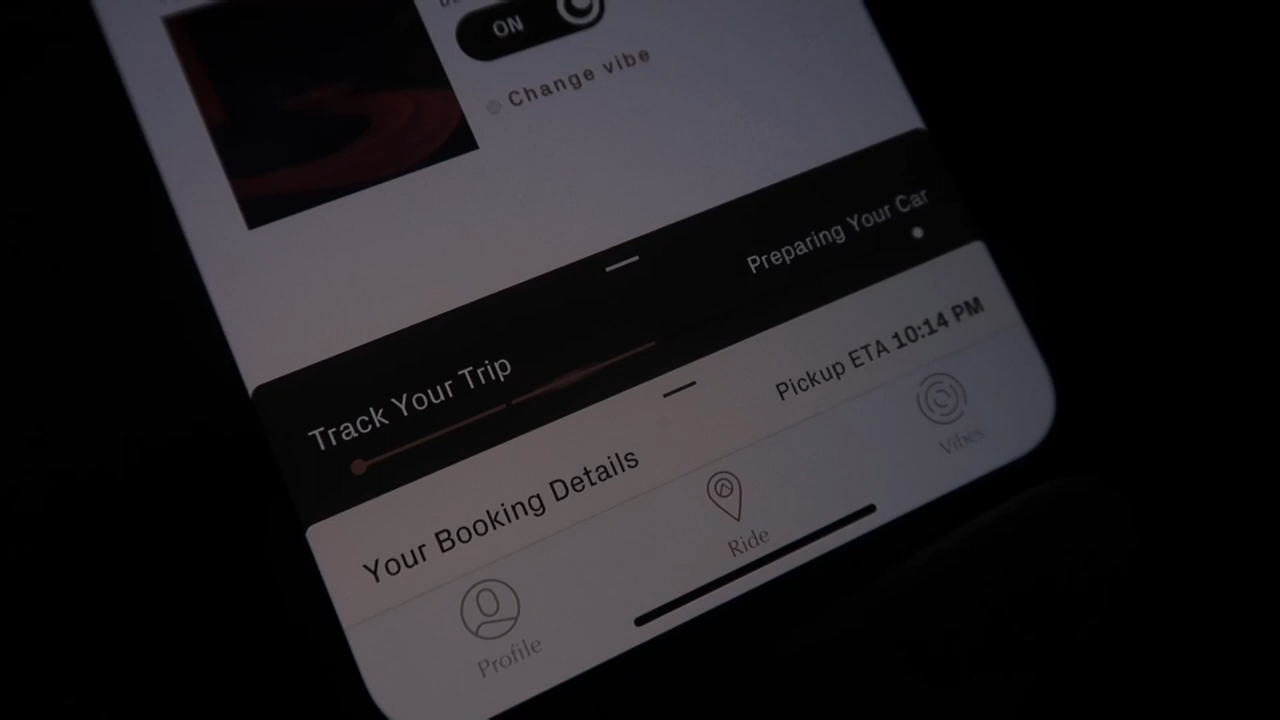 ON
Change vibe
Preparing Your Car
Track Your Trip
Pickup ETA 10:14 PM
Your Booking Details
Vibes
Ride
Profile